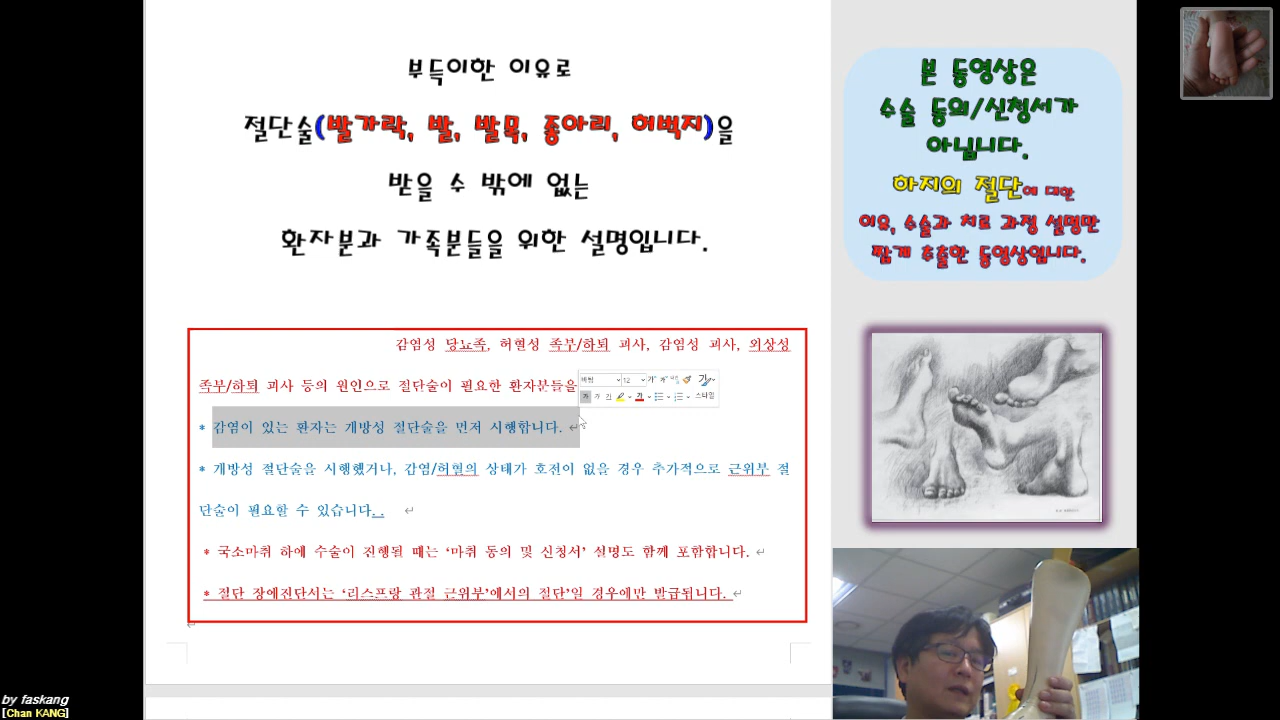 부득이한 이유로
절단술(발가락, 발, 발목, 종아리, 허벅지)을
받을 수 밖에 없는
환자분과 가족분들을 위한 설명입니다.
감염성 당뇨족, 허혈성 족부/하퇴 괴사, 감염성 괴사, 외상성
족부/하퇴 괴사 등의 원인으로 절단술이 필요한 환자분들을
* 감염이 있는 환자는 개방성 절단술을 먼저 시행합니다.
* 개방성 절단술을 시행했거나, 감염/허혈의 상태가 호전이 없을 경우 추가적으로 근위부 절
단술이 필요할 수 있습니다. .
* 국소마취 하에 수술이 진행될 때는 ‘마취 동의 및 신청서’ 설명도 함께 포함합니다.
* 절단 장애진단서는 ‘리스프랑 관절 근위부’에서의 절단’일 경우에만 발급됩니다.
바탕 12 가 가
가 가 가 가 스타일
본 동영상은
수술 동의/신청서가
아닙니다.
하지의 절단에 대한
이유, 수술과 치료 과정 설명만
짧게 추출한 동영상입니다.
by faskang
[Chan KANG]